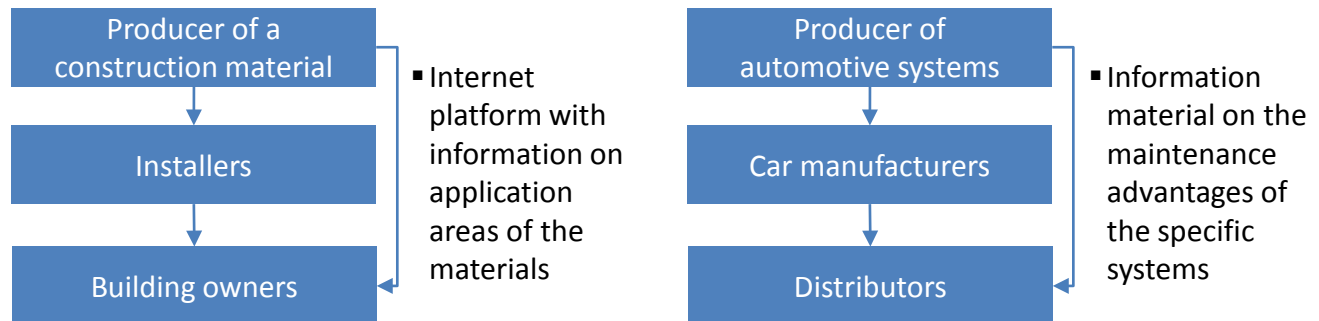 Producer of a
construction material
Installers
Building owners
▪ Internet
platform with
information on
application
areas of the
materials
Producer of
automotive systems
Car manufacturers
Distributors
▪ Information
material on the
maintenance
advantages of
the specific
systems